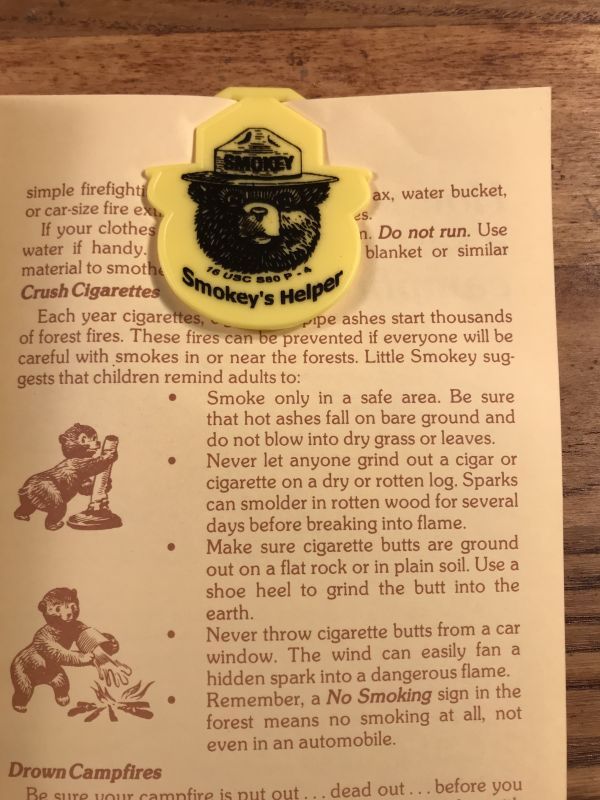 SMOKEY
16 USC 580 P - 4
Smokey's Helper
simple firefighti ax, water bucket,
or car-size fire ex es.
If your clothes n. Do not run. Use
water if handy. blanket or similar
material to smothe
Crush Cigarettes
Each year cigarettes, pipe ashes start thousands
of forest fires. These fires can be prevented if everyone will be
careful with smokes in or near the forests. Little Smokey sug-
gests that children remind adults to:
• Smoke only in a safe area. Be sure
that hot ashes fall on bare ground and
do not blow into dry grass or leaves.
• Never let anyone grind out a cigar or
cigarette on a dry or rotten log. Sparks
can smolder in rotten wood for several
days before breaking into flame.
• Make sure cigarette butts are ground
out on a flat rock or in plain soil. Use a
shoe heel to grind the butt into the
earth.
• Never throw cigarette butts from a car
window. The wind can easily fan a
hidden spark into a dangerous flame.
• Remember, a No Smoking sign in the
forest means no smoking at all, not
even in an automobile.
Drown Campfires
Be sure your campfire is put out . . . dead out . . . before you